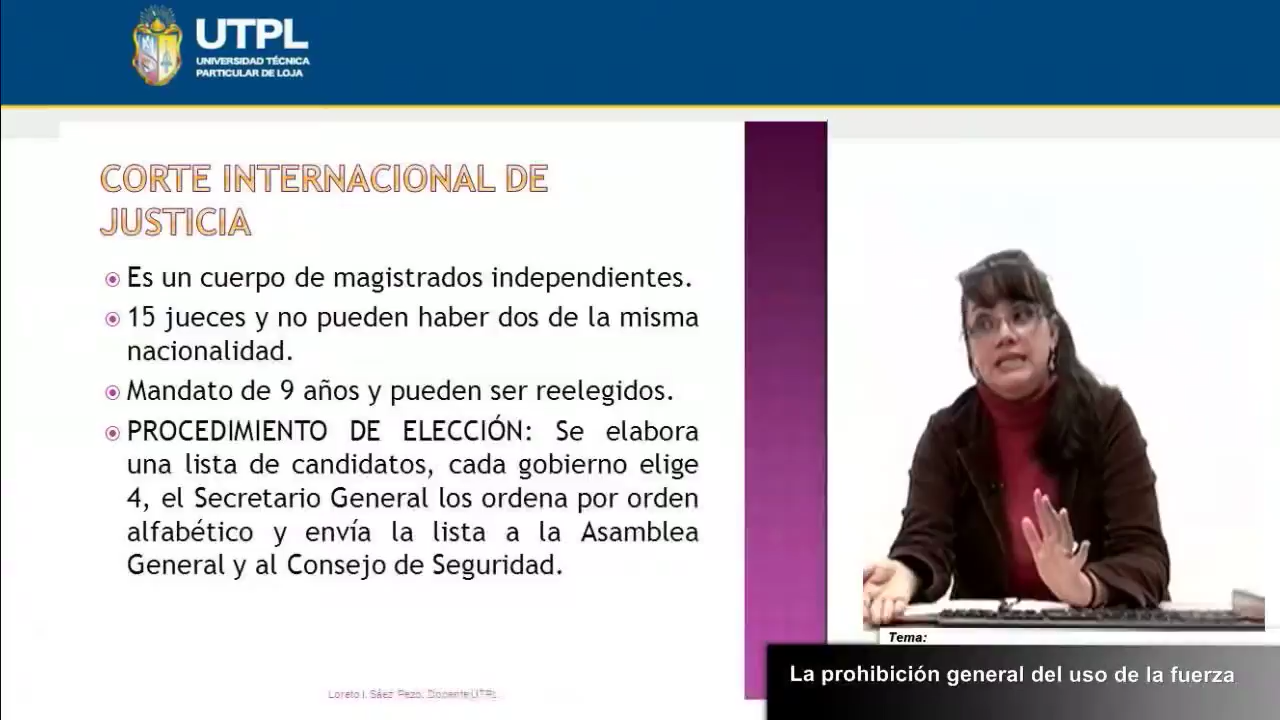 UTPL
UNIVERSIDAD TÉCNICA
PARTICULAR DE LOJA
CORTE INTERNACIONAL DE
JUSTICIA
Es un cuerpo de magistrados independientes.
15 jueces y no pueden haber dos de la misma
nacionalidad.
Mandato de 9 años y pueden ser reelegidos.
PROCEDIMIENTO DE ELECCIÓN: Se elabora
una lista de candidatos, cada gobierno elige
4, el Secretario General los ordena por orden
alfabético y envía la lista a la Asamblea
General y al Consejo de Seguridad.
Loreto I. Sáez Pezo. Docente UTPL.
Tema:
La prohibición general del uso de la fuerza